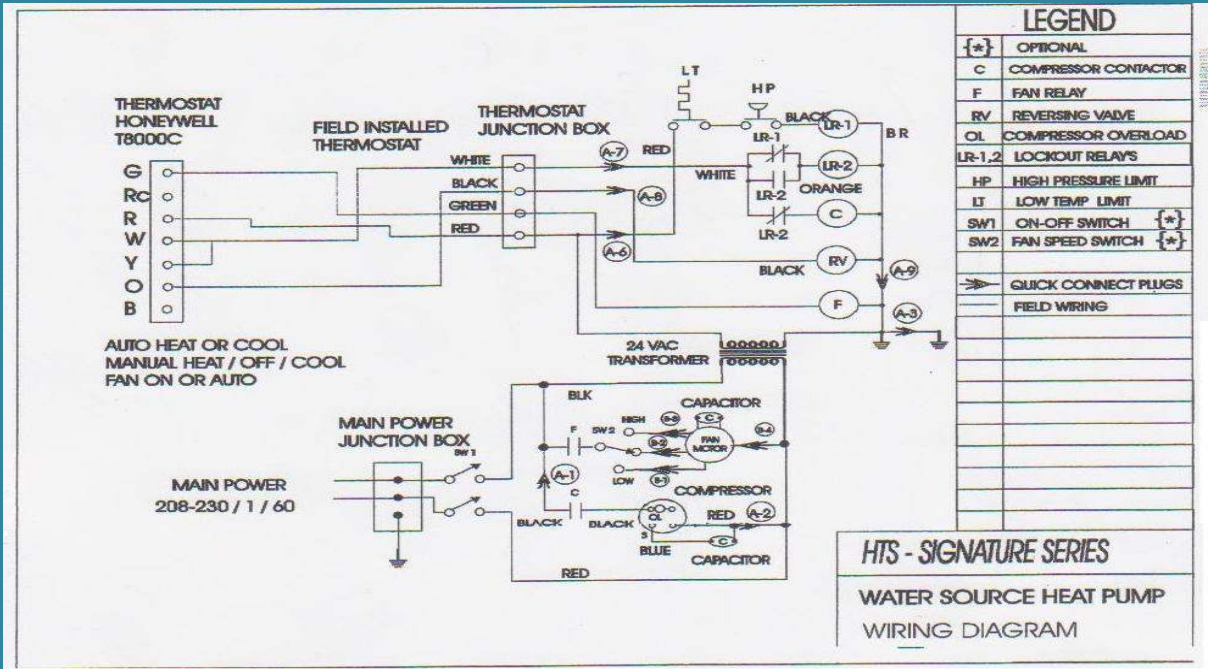 LEGEND
{*} OPTIONAL
C COMPRESSOR CONTACTOR
F FAN RELAY
RV REVERSING VALVE
OL COMPRESSOR OVERLOAD
LR-1,2 LOCKOUT RELAY'S
HP HIGH PRESSURE LIMIT
LT LOW TEMP LIMIT
SW1 ON-OFF SWITCH {*}
SW2 FAN SPEED SWITCH {*}
QUICK CONNECT PLUGS
FIELD WIRING
THERMOSTAT
HONEYWELL
T8000C
G
Rc
R
W
Y
O
B
AUTO HEAT OR COOL
MANUAL HEAT / OFF / COOL
FAN ON OR AUTO
FIELD INSTALLED
THERMOSTAT
THERMOSTAT
JUNCTION BOX
WHITE
BLACK
GREEN
RED
A-7
A-8
A-6
RED
LT
HP
BLACK
LR-1
BR
LR-1
WHITE
LR-2
LR-2
ORANGE
C
LR-2
RV
BLACK
A-9
F
A-3
24 VAC
TRANSFORMER
BLK
MAIN POWER
JUNCTION BOX
SW 1
MAIN POWER
208-230 / 1 / 60
CAPACITOR
C
F
SW 2
HIGH
B-3
B-2
FAN
MOTOR
B-4
LOW
B-1
A-1
C
COMPRESSOR
BLACK
BLACK
OL
RED
A-2
S
BLUE
C
CAPACITOR
RED
HTS - SIGNATURE SERIES
WATER SOURCE HEAT PUMP
WIRING DIAGRAM